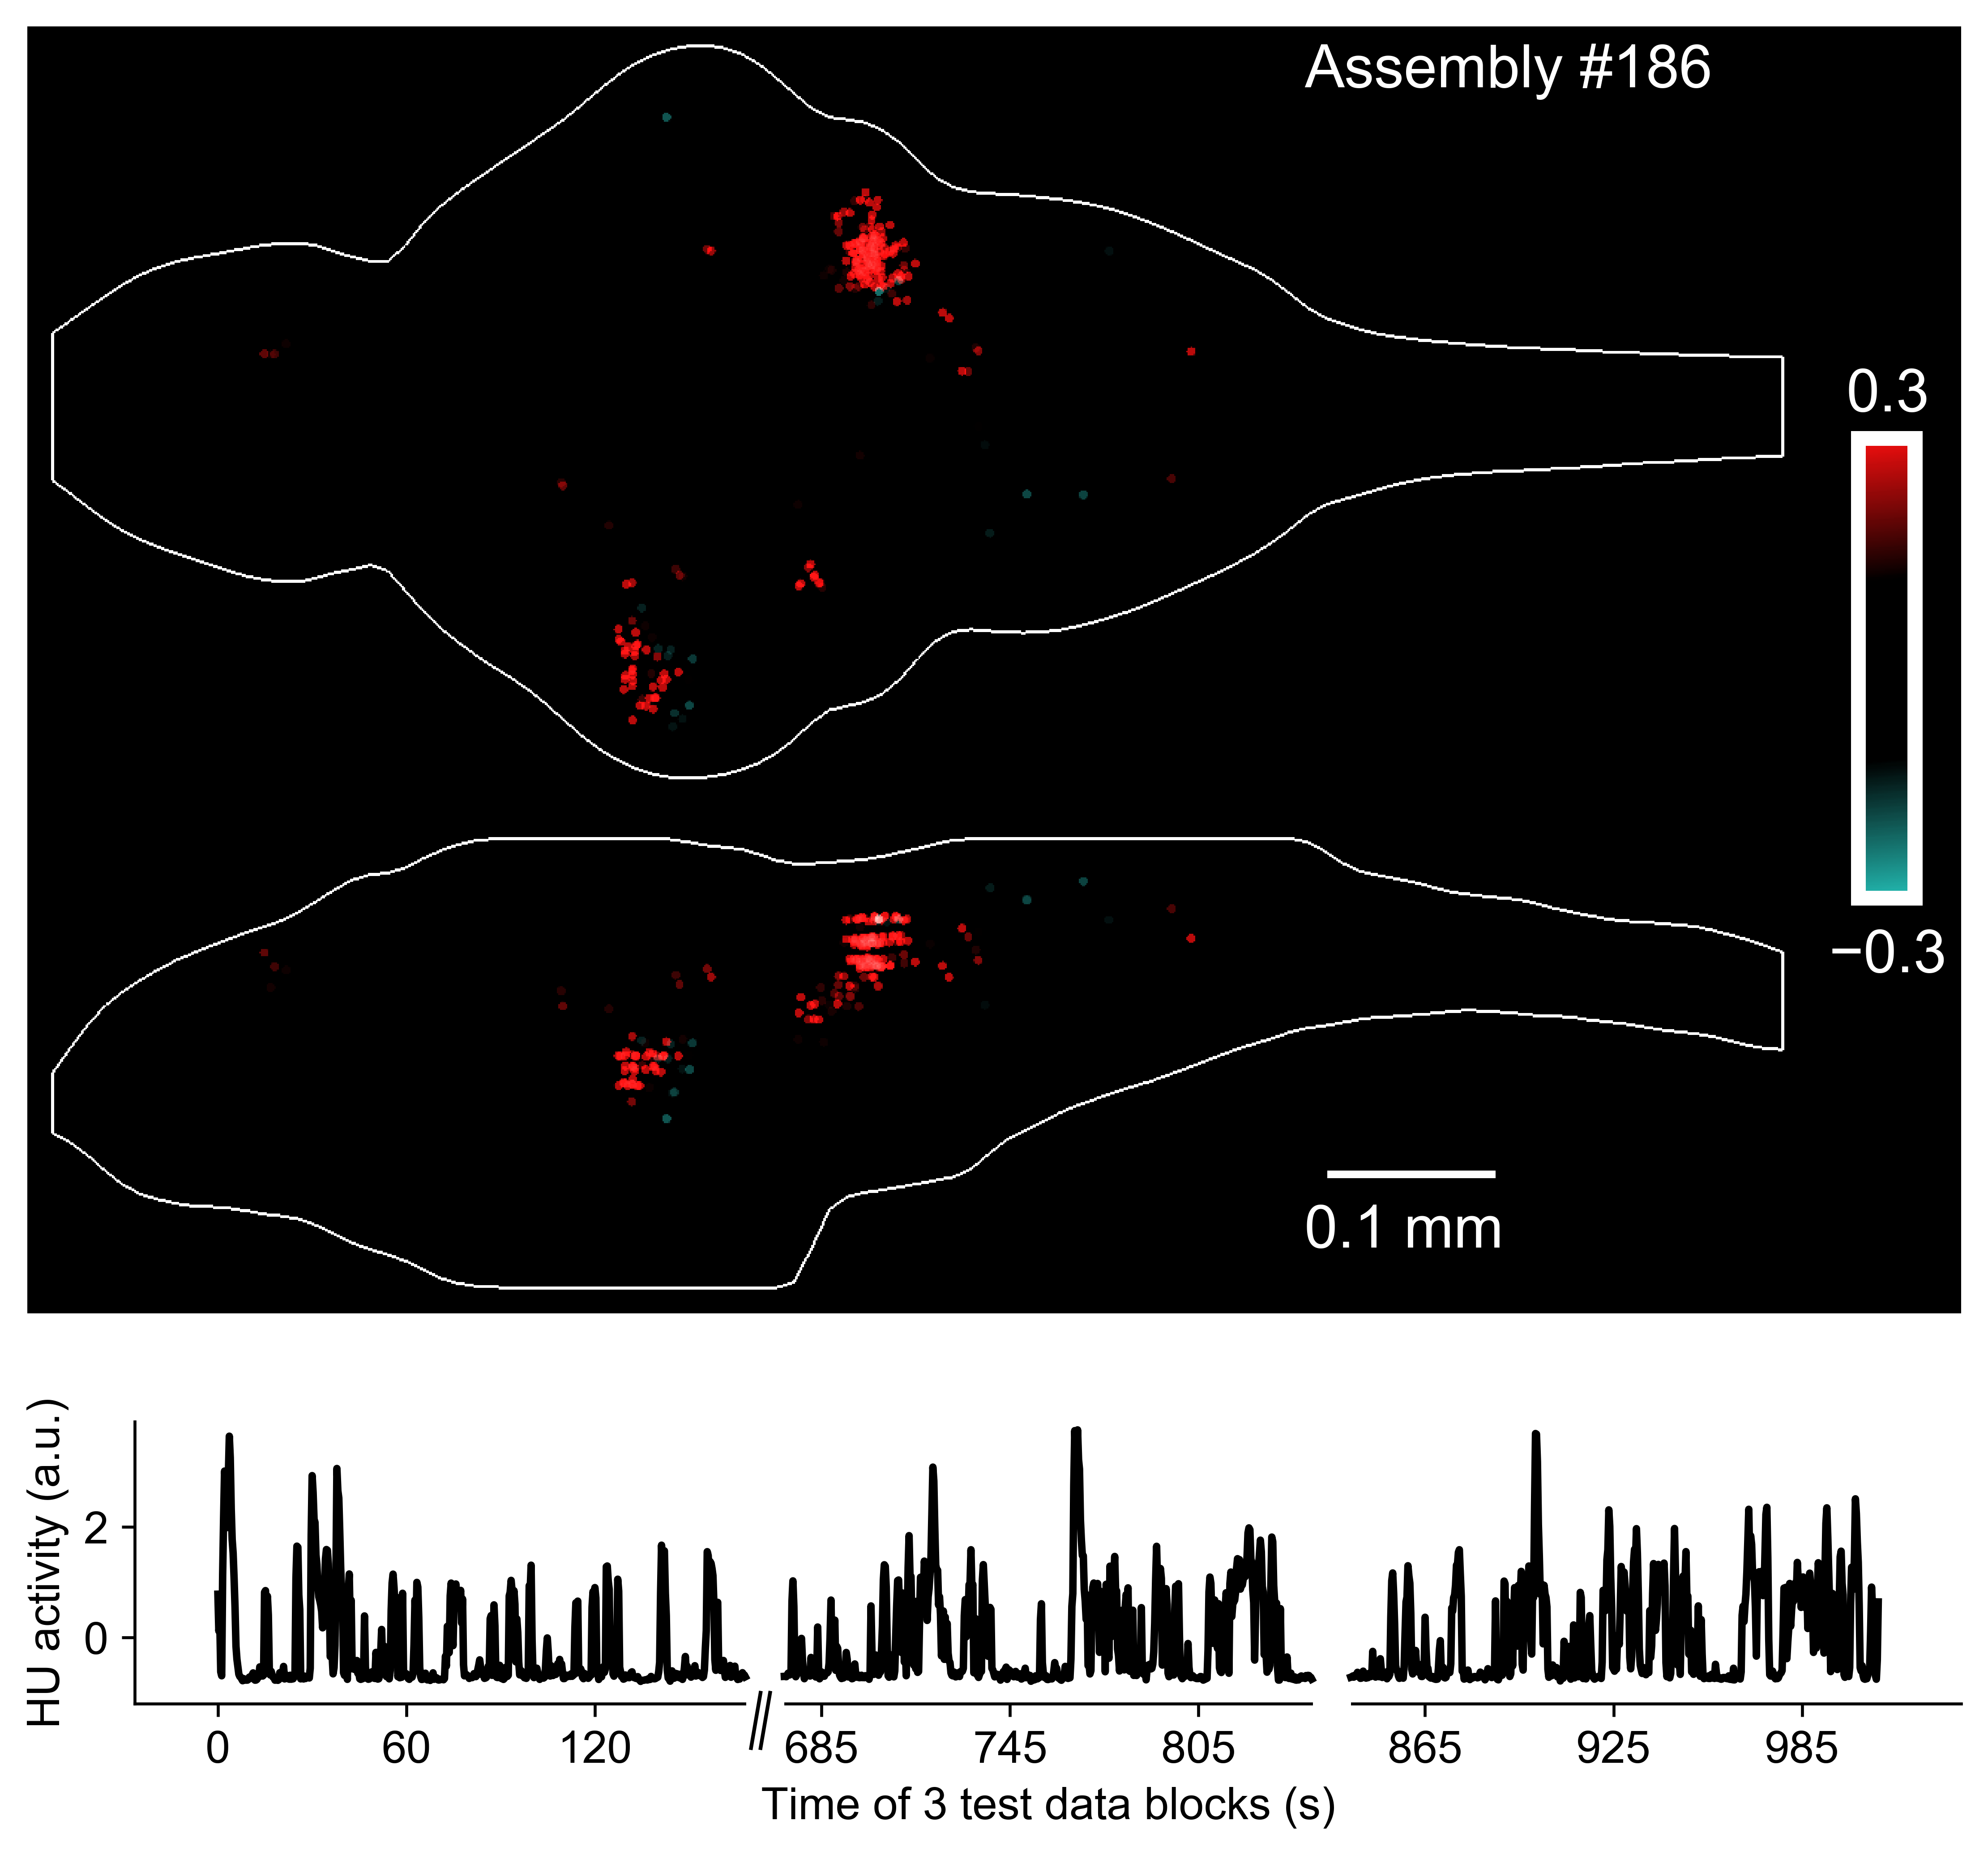 Assembly #186
0.3
−0.3
0.1 mm
HU activity (a.u.)
2
0
0 60 120 685 745 805 865 925 985
Time of 3 test data blocks (s)